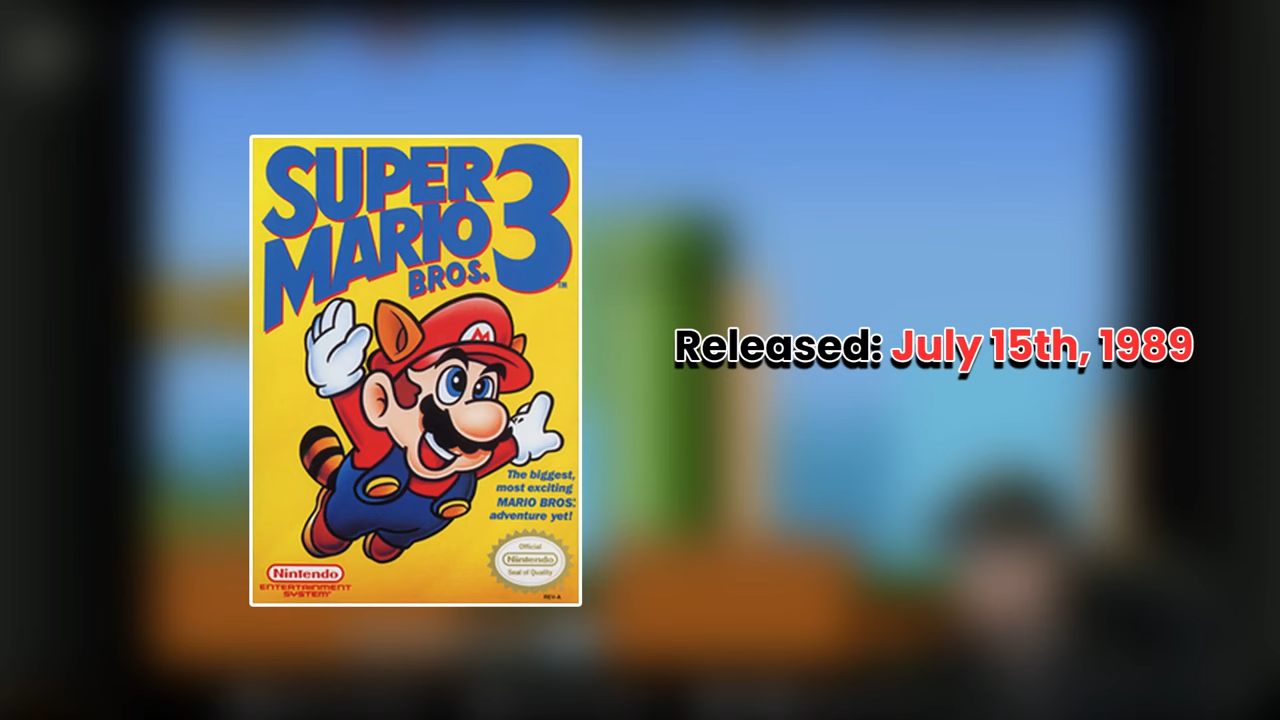 SUPER
MARIO
BROS.
3
TM
The biggest,
most exciting
MARIO BROS.
adventure yet!
Official
Nintendo
Seal of Quality
Nintendo
ENTERTAINMENT
SYSTEM
REV-A
M
Released: July 15th, 1989